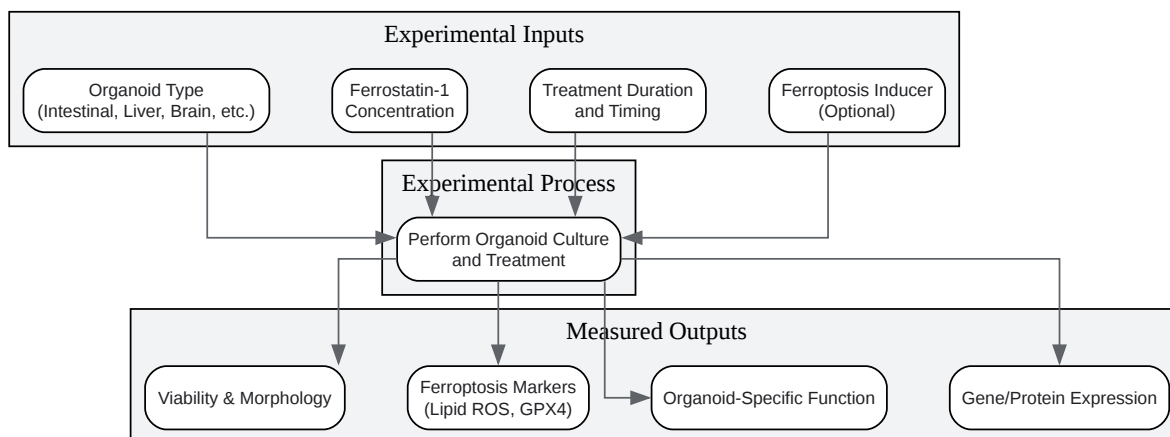 Experimental Inputs
Organoid Type
(Intestinal, Liver, Brain, etc.)
Ferrostatin-1
Concentration
Treatment Duration
and Timing
Ferroptosis Inducer
(Optional)
Experimental Process
Perform Organoid Culture
and Treatment
Measured Outputs
Viability & Morphology
Ferroptosis Markers
(Lipid ROS, GPX4)
Organoid-Specific Function
Gene/Protein Expression